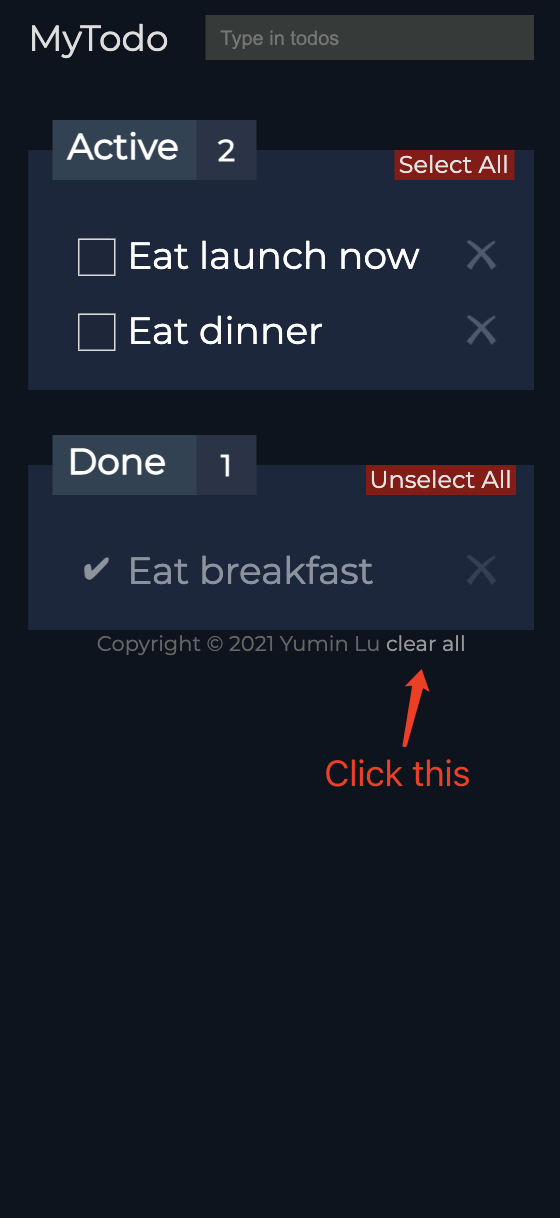 MyTodo
Type in todos
Active 2
Select All
Eat launch now
Eat dinner
Done 1
Unselect All
✔ Eat breakfast
Copyright © 2021 Yumin Lu clear all
Click this